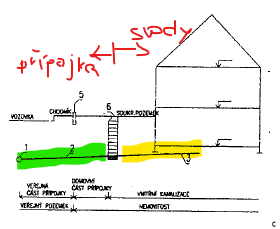 svody
přípojka
5
CHODNÍK
6
VOZOVKA
SOUKR. POZEMEK
1
2
VEŘEJNÁ ČÁST PŘÍPOJKY
DOMOVNÍ ČÁST PŘÍPOJKY
VNITŘNÍ KANALIZACE
VEŘEJNÝ POZEMEK
NEMOVITOST
c